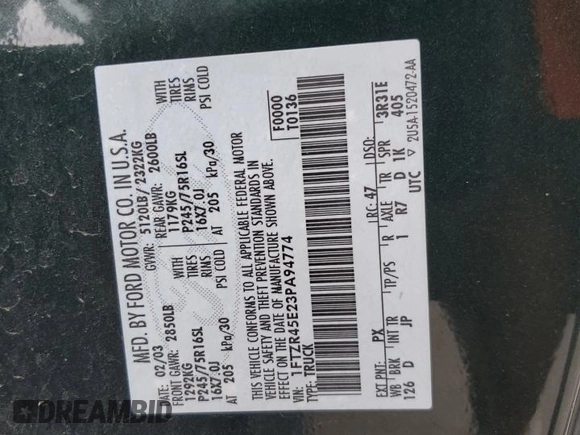 MFD. BY FORD MOTOR CO. IN U.S.A.
DATE: 02/03 GVWR: 5120LB/ 2322KG
FRONT GAWR: 2850LB REAR GAWR: 2600LB
1292KG 1179KG WITH
P245/75R16SL WITH TIRES P245/75R16SL TIRES
16X7.0J RIMS 16X7.0J RIMS
AT 205 kPa/30 PSI COLD AT 205 kPa/30 PSI COLD
THIS VEHICLE CONFORMS TO ALL APPLICABLE FEDERAL MOTOR
VEHICLE SAFETY AND THEFT PREVENTION STANDARDS IN
EFFECT ON THE DATE OF MANUFACTURE SHOWN ABOVE.
VIN: 1FTZR45E23PA94774 F0000
TYPE: TRUCK T0136
EXT PNT: PX RC: 47 DSO: 3R31E
WB BRK INT TR TP/PS R AXLE TR SPR 405
126 D JP 1 R7 D 1K
UTC 2U5A-1520472-AA
DREAMBID